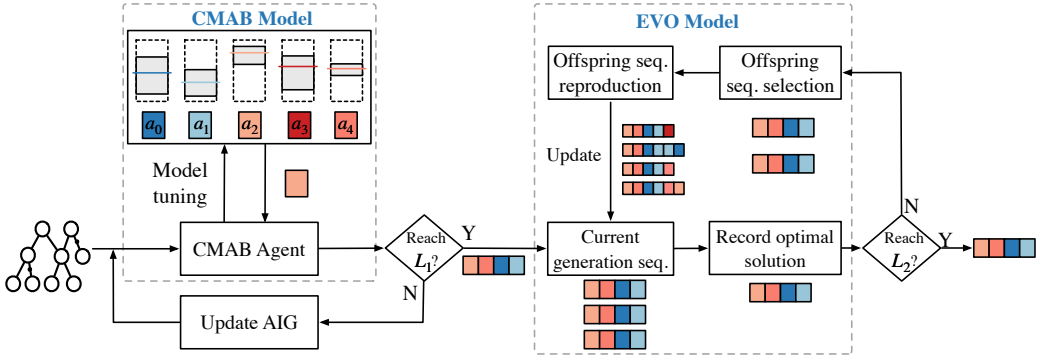 CMAB Model
EVO Model
a0
a1
a2
a3
a4
Model
tuning
CMAB Agent
Reach
L1?
Y
N
Update AIG
Offspring seq.
reproduction
Offspring
seq. selection
Update
Current
generation seq.
Record optimal
solution
Reach
L2?
N
Y